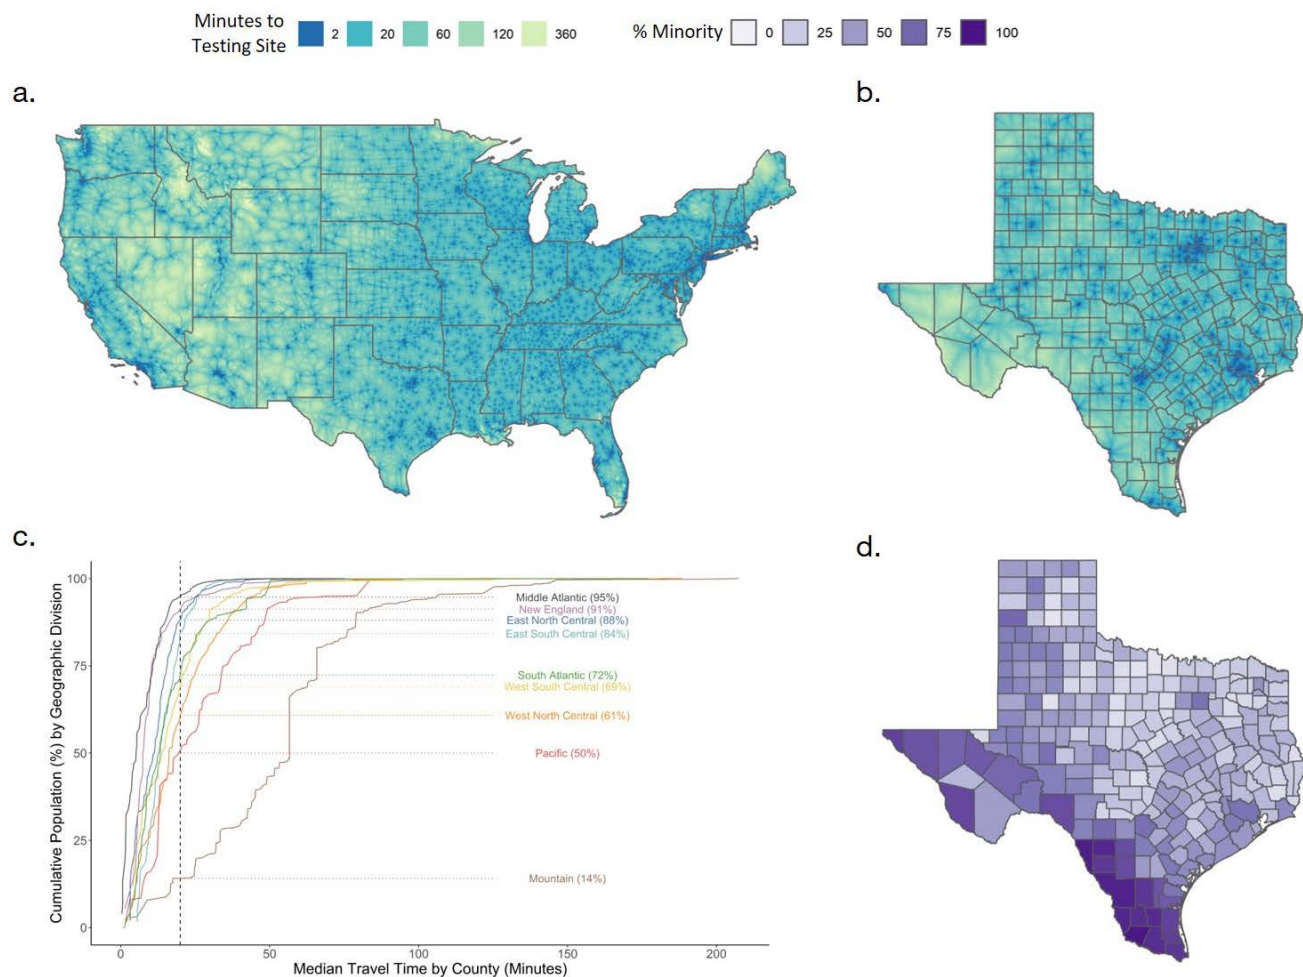 Minutes to
Testing Site
2 20 60 120 360
% Minority 0 25 50 75 100
a.
b.
c.
d.
Cumulative Population (%) by Geographic Division
100
75
50
25
0
Middle Atlantic (95%)
New England (91%)
East North Central (88%)
East South Central (84%)
South Atlantic (72%)
West South Central (69%)
West North Central (61%)
Pacific (50%)
Mountain (14%)
0 50 100 150 200
Median Travel Time by County (Minutes)